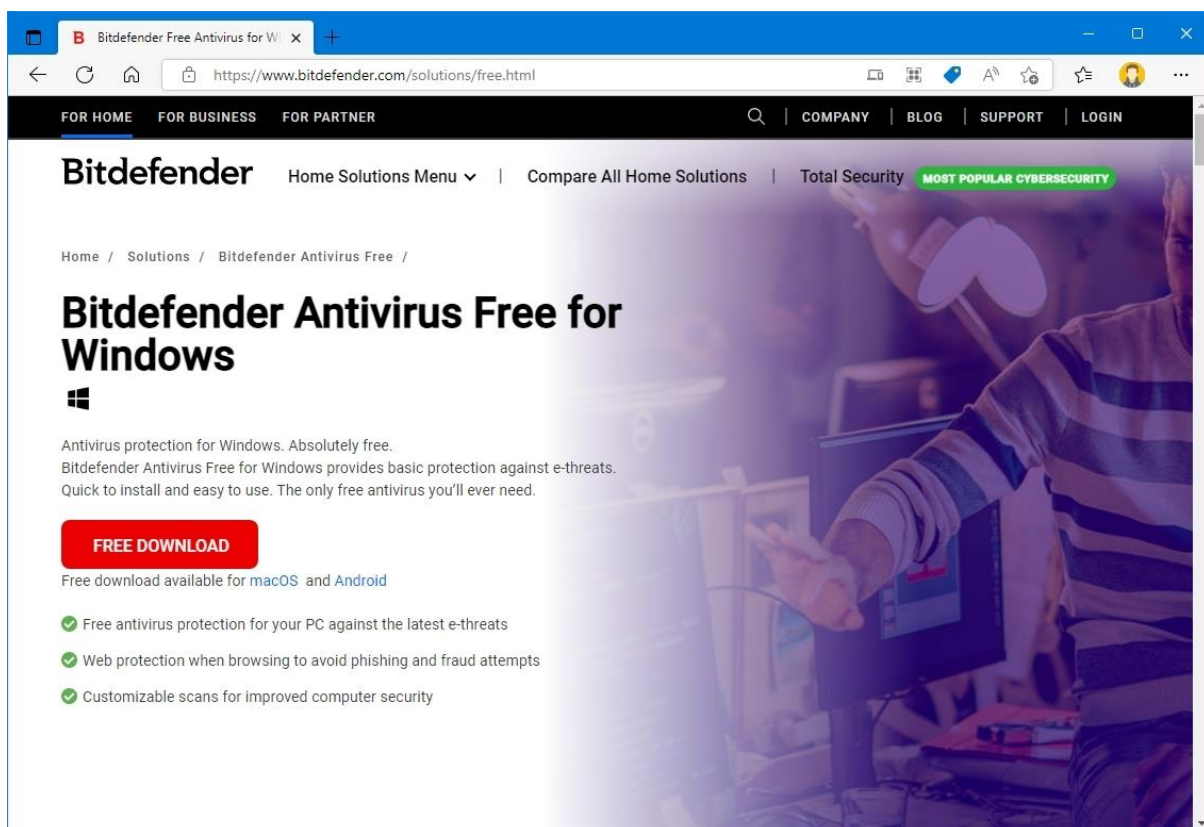 B Bitdefender Free Antivirus for Wi
https://www.bitdefender.com/solutions/free.html
FOR HOME FOR BUSINESS FOR PARTNER | COMPANY | BLOG | SUPPORT | LOGIN
Bitdefender Home Solutions Menu | Compare All Home Solutions | Total Security MOST POPULAR CYBERSECURITY
Home / Solutions / Bitdefender Antivirus Free /
Bitdefender Antivirus Free for
Windows
Antivirus protection for Windows. Absolutely free.
Bitdefender Antivirus Free for Windows provides basic protection against e-threats.
Quick to install and easy to use. The only free antivirus you’ll ever need.
FREE DOWNLOAD
Free download available for macOS and Android
Free antivirus protection for your PC against the latest e-threats
Web protection when browsing to avoid phishing and fraud attempts
Customizable scans for improved computer security